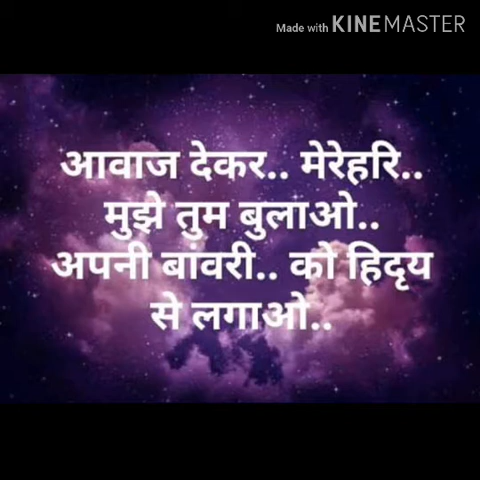 Made with KINEMASTER
आवाज देकर.. मेरेहरि..
मुझे तुम बुलाओ..
अपनी बांवरी.. को हिदृय
से लगाओ..